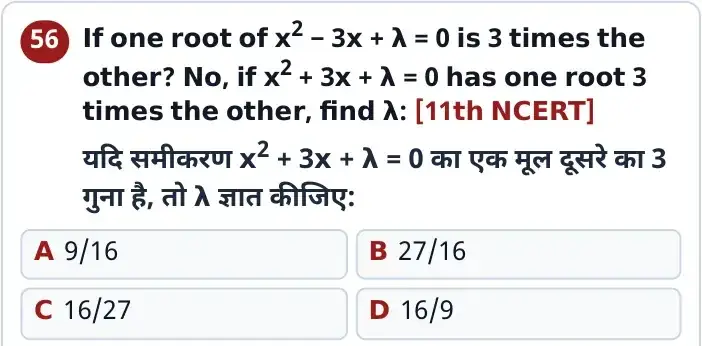 56 If one root of x² – 3x + λ = 0 is 3 times the
other? No, if x² + 3x + λ = 0 has one root 3
times the other, find λ: [11th NCERT]
यदि समीकरण x² + 3x + λ = 0 का एक मूल दूसरे का 3
गुना है, तो λ ज्ञात कीजिए:
A 9/16
B 27/16
C 16/27
D 16/9